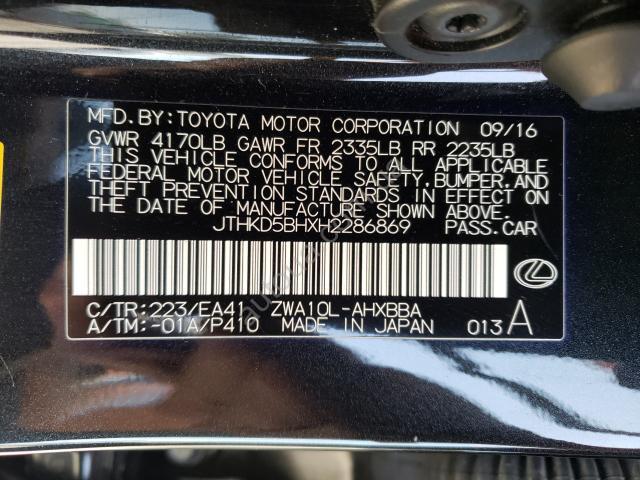 MFD. BY: TOYOTA MOTOR CORPORATION 09/16
GVWR 4170LB GAWR FR 2335LB RR 2235LB
THIS VEHICLE CONFORMS TO ALL APPLICABLE
FEDERAL MOTOR VEHICLE SAFETY, BUMPER, AND
THEFT PREVENTION STANDARDS IN EFFECT ON
THE DATE OF MANUFACTURE SHOWN ABOVE.
JTHKD5BHXH2286869 PASS. CAR
C/TR: 223/EA41 ZWA10L-AHXBBA
A/TM: -01A/P410 MADE IN JAPAN 013 A